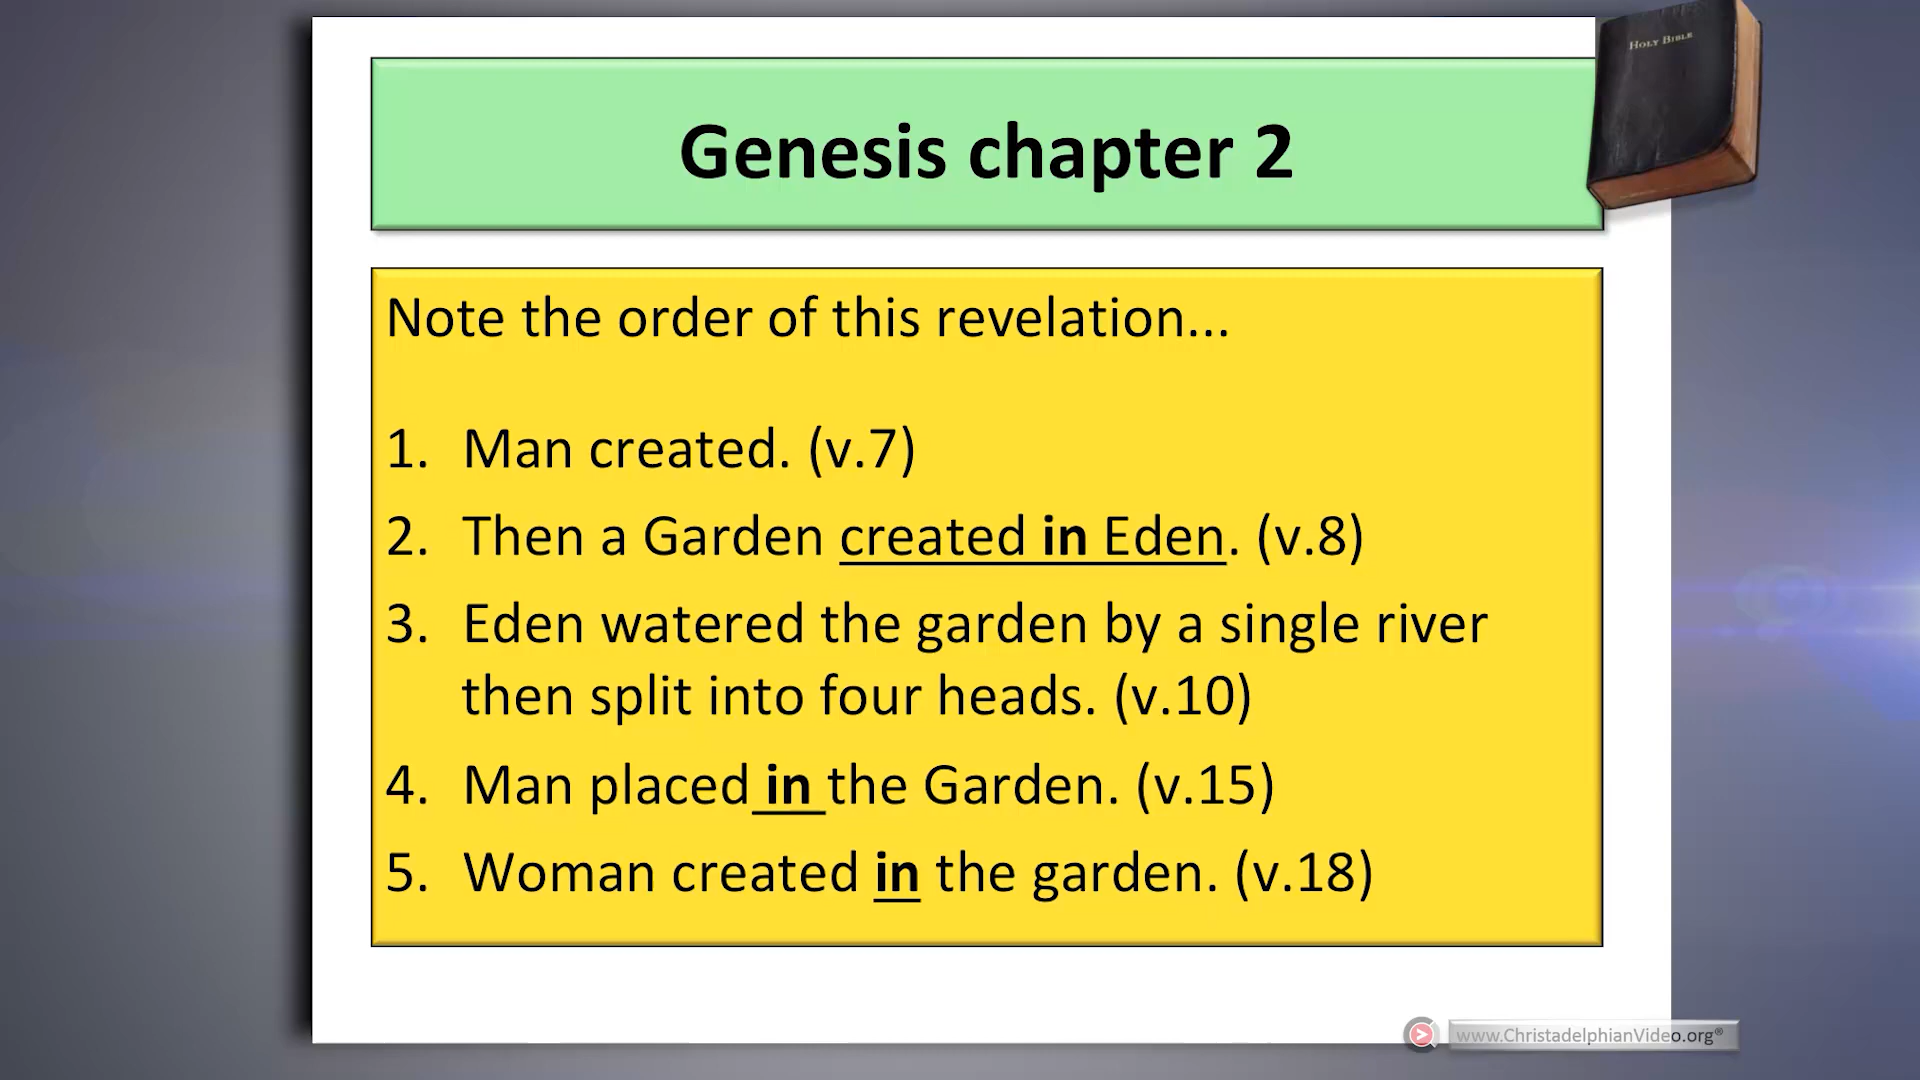 HOLY BIBLE
Genesis chapter 2
Note the order of this revelation...
1. Man created. (v.7)
2. Then a Garden created in Eden. (v.8)
3. Eden watered the garden by a single river
then split into four heads. (v.10)
4. Man placed in the Garden. (v.15)
5. Woman created in the garden. (v.18)
www.ChristadelphianVideo.org®